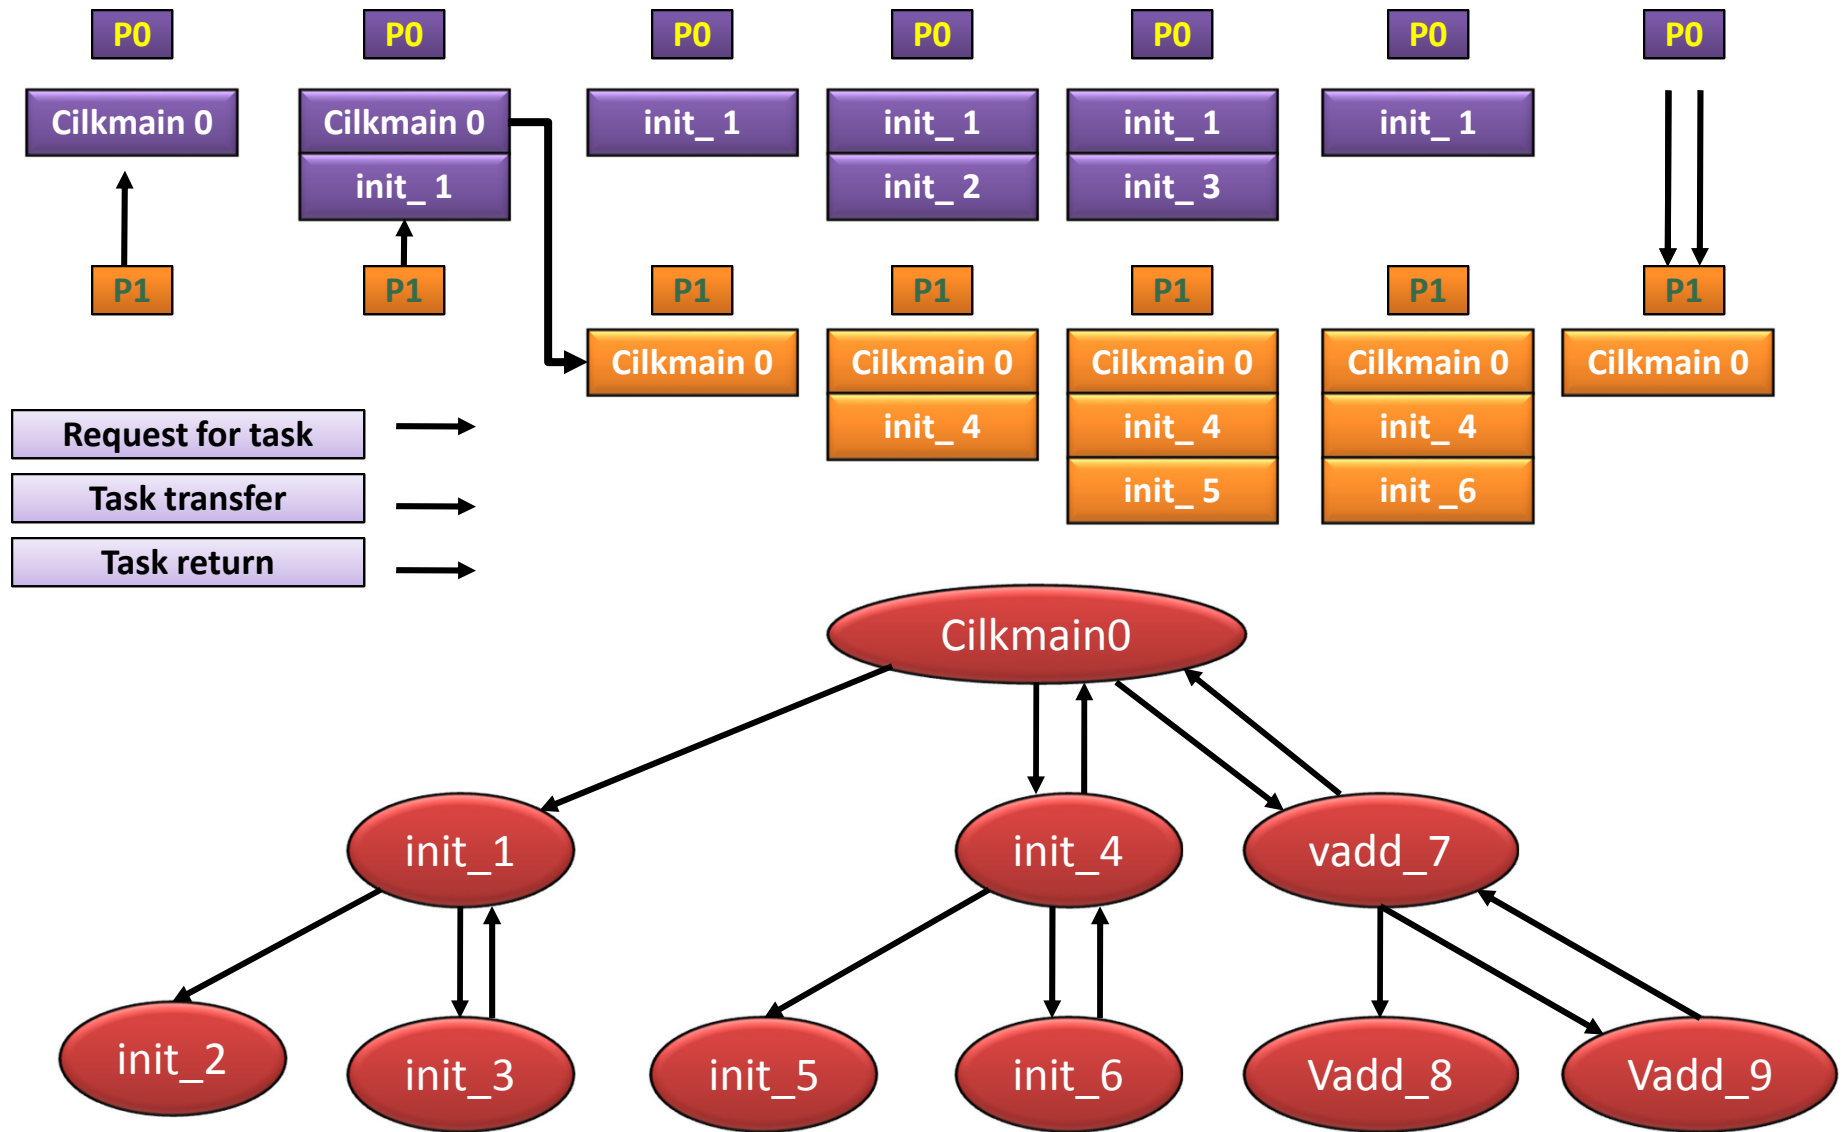 P0 P0 P0 P0 P0 P0 P0
Cilkmain 0 Cilkmain 0 init_ 1 init_ 1 init_ 1 init_ 1
init_ 1 init_ 2 init_ 3
P1 P1 P1 P1 P1 P1 P1
Cilkmain 0 Cilkmain 0 Cilkmain 0 Cilkmain 0 Cilkmain 0
Request for task init_ 4 init_ 4 init_ 4
Task transfer init_ 5 init _6
Task return
Cilkmain0
init_1 init_4 vadd_7
init_2 init_3 init_5 init_6 Vadd_8 Vadd_9